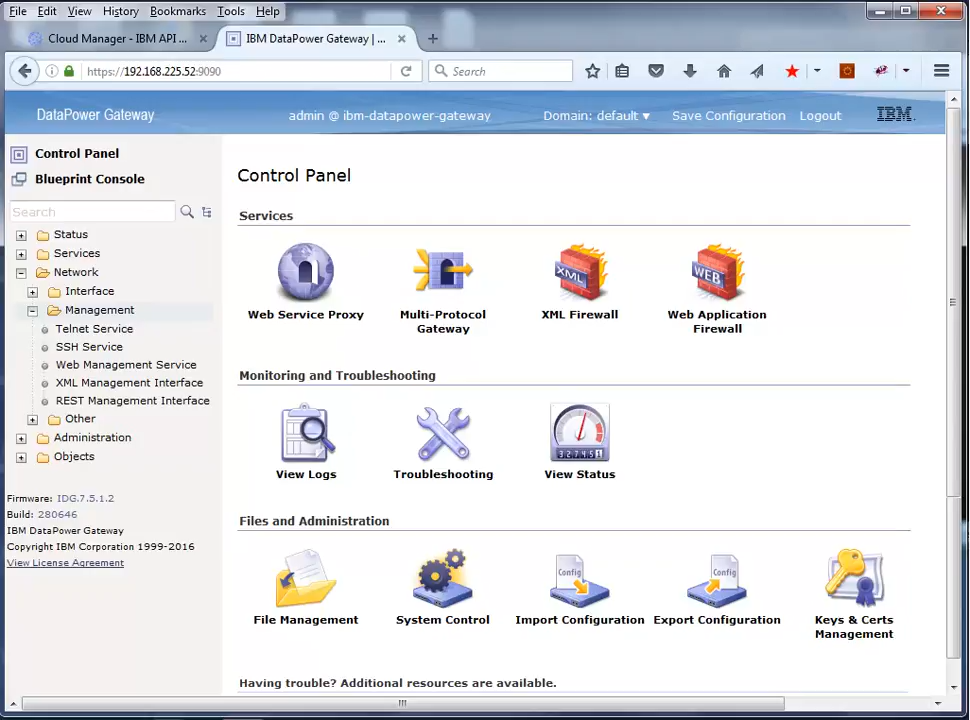 File Edit View History Bookmarks Tools Help
Cloud Manager - IBM API ...
IBM DataPower Gateway | ...
https://192.168.225.52:9090
Search
DataPower Gateway
admin @ ibm-datapower-gateway
Domain: default ▾
Save Configuration
Logout
IBM.
Control Panel
Blueprint Console
Search
Status
Services
Network
Interface
Management
Telnet Service
SSH Service
Web Management Service
XML Management Interface
REST Management Interface
Other
Administration
Objects
Firmware: IDG.7.5.1.2
Build: 280646
IBM DataPower Gateway
Copyright IBM Corporation 1999-2016
View License Agreement
Control Panel
Services
XML
WEB
Web Service Proxy
Multi-Protocol
Gateway
XML Firewall
Web Application
Firewall
Monitoring and Troubleshooting
View Logs
Troubleshooting
View Status
Files and Administration
Config
Config
File Management
System Control
Import Configuration
Export Configuration
Keys & Certs
Management
Having trouble? Additional resources are available.